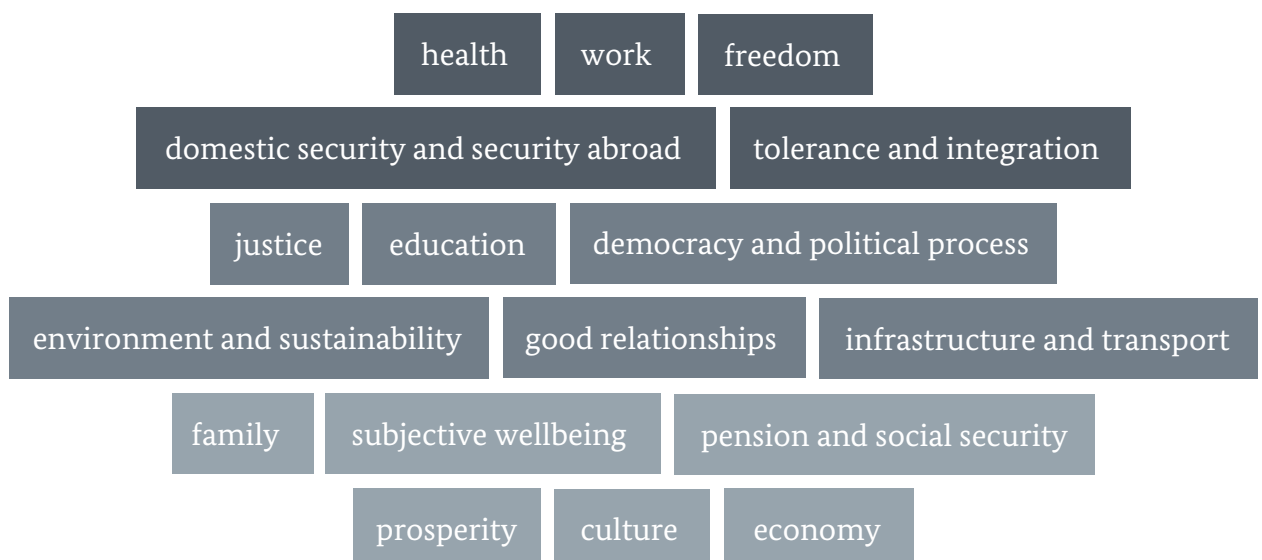 health work freedom
domestic security and security abroad tolerance and integration
justice education democracy and political process
environment and sustainability good relationships infrastructure and transport
family subjective wellbeing pension and social security
prosperity culture economy